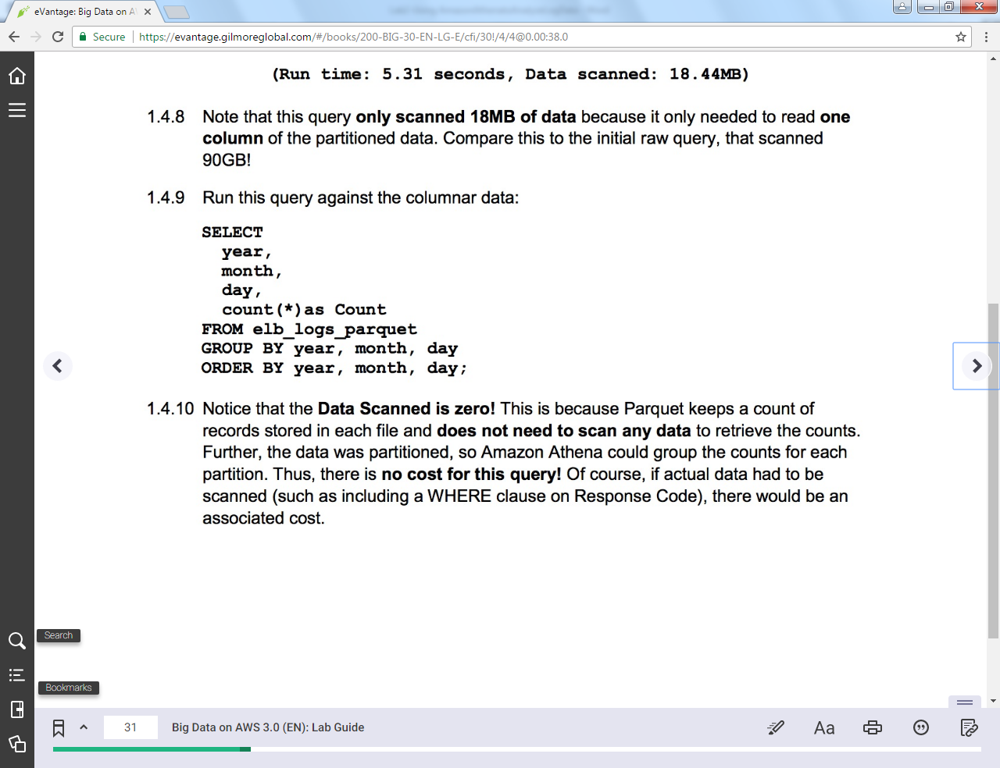 eVantage: Big Data on A
Secure
https://evantage.gilmoreglobal.com/#/books/200-BIG-30-EN-LG-E/cfi/30!/4/4@0.00:38.0
(Run time: 5.31 seconds, Data scanned: 18.44MB)
1.4.8 Note that this query only scanned 18MB of data because it only needed to read one
column of the partitioned data. Compare this to the initial raw query, that scanned
90GB!
1.4.9 Run this query against the columnar data:
SELECT
year,
month,
day,
count(*)as Count
FROM elb_logs_parquet
GROUP BY year, month, day
ORDER BY year, month, day;
1.4.10 Notice that the Data Scanned is zero! This is because Parquet keeps a count of
records stored in each file and does not need to scan any data to retrieve the counts.
Further, the data was partitioned, so Amazon Athena could group the counts for each
partition. Thus, there is no cost for this query! Of course, if actual data had to be
scanned (such as including a WHERE clause on Response Code), there would be an
associated cost.
Search
Bookmarks
31
Big Data on AWS 3.0 (EN): Lab Guide
Aa